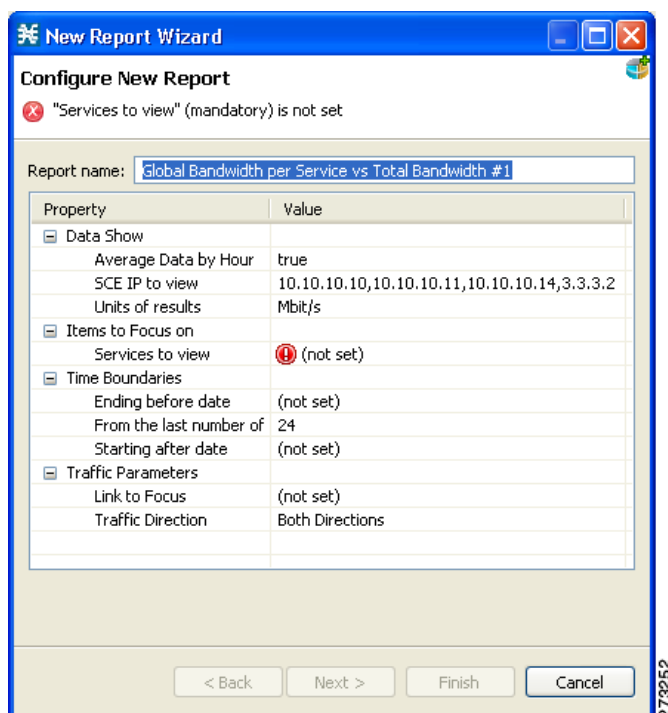 New Report Wizard
Configure New Report
"Services to view" (mandatory) is not set
Report name: Global Bandwidth per Service vs Total Bandwidth #1
Property Value
Data Show
Average Data by Hour true
SCE IP to view 10.10.10.10,10.10.10.11,10.10.10.14,3.3.3.2
Units of results Mbit/s
Items to Focus on
Services to view (not set)
Time Boundaries
Ending before date (not set)
From the last number of 24
Starting after date (not set)
Traffic Parameters
Link to Focus (not set)
Traffic Direction Both Directions
< Back Next > Finish Cancel
273252